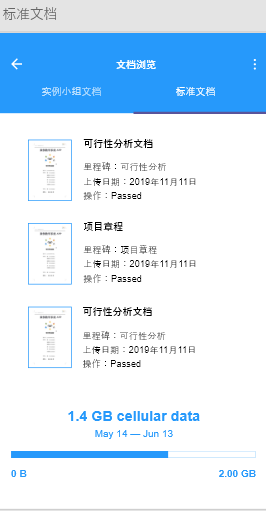 标准文档
文档浏览
实例小组文档 标准文档
可行性分析文档
里程碑：可行性分析
上传日期：2019年11月11日
操作：Passed
项目章程
里程碑：项目章程
上传日期：2019年11月11日
操作：Passed
可行性分析文档
里程碑：可行性分析
上传日期：2019年11月11日
操作：Passed
1.4 GB cellular data
May 14 — Jun 13
0 B 2.00 GB